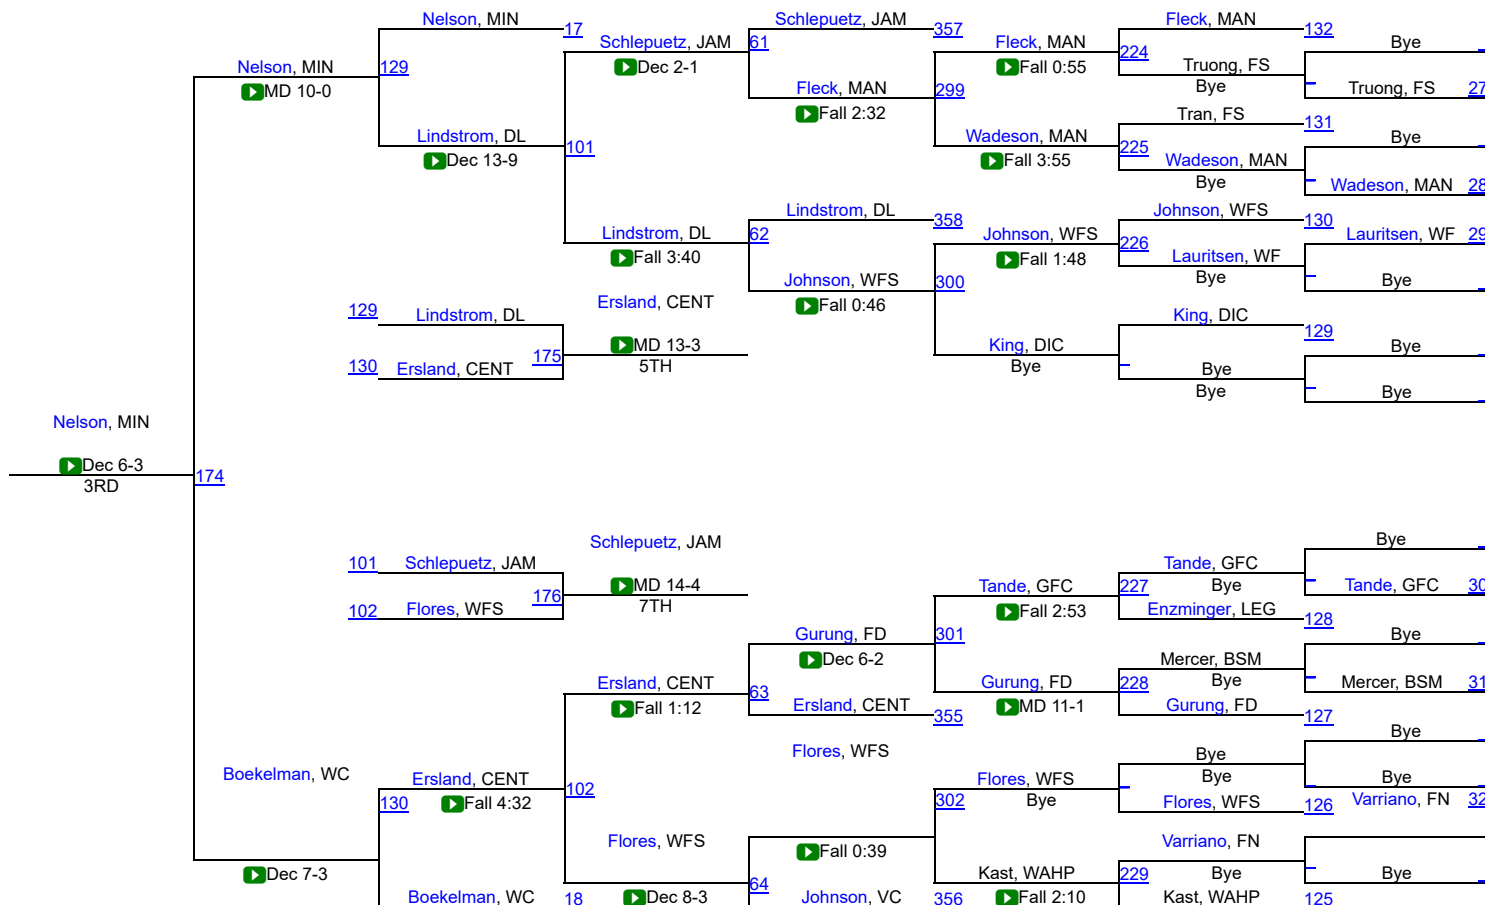 Nelson, MIN
17
Schlepuetz, JAM
357
Fleck, MAN
132
Schlepuetz, JAM
61
Fleck, MAN
224
Bye
Nelson, MIN
129
Dec 2-1
Fall 0:55
Truong, FS
MD 10-0
Fleck, MAN
299
Bye
Truong, FS
27
Fall 2:32
Tran, FS
131
Lindstrom, DL
101
Wadeson, MAN
225
Bye
Dec 13-9
Fall 3:55
Wadeson, MAN
Bye
Wadeson, MAN
28
Lindstrom, DL
358
Johnson, WFS
130
Lindstrom, DL
62
Johnson, WFS
226
Lauritsen, WF
29
Fall 3:40
Fall 1:48
Lauritsen, WF
Johnson, WFS
300
Bye
Bye
Ersland, CENT
Fall 0:46
129
Lindstrom, DL
King, DIC
129
MD 13-3
King, DIC
Bye
130
Ersland, CENT
175
5TH
Bye
Bye
Bye
Bye
Nelson, MIN
Dec 6-3
174
3RD
Schlepuetz, JAM
Bye
101
Schlepuetz, JAM
Tande, GFC
MD 14-4
Tande, GFC
227
Bye
Tande, GFC
30
102
Flores, WFS
176
7TH
Fall 2:53
Enzminger, LEG
128
Gurung, FD
301
Bye
Dec 6-2
Mercer, BSM
Ersland, CENT
63
Gurung, FD
228
Bye
Mercer, BSM
31
Fall 1:12
Ersland, CENT
355
MD 11-1
Gurung, FD
127
Flores, WFS
Bye
Bye
Boekelman, WC
Ersland, CENT
102
Flores, WFS
Bye
Bye
130
Fall 4:32
302
Bye
Flores, WFS
126
Varriano, FN
32
Flores, WFS
Fall 0:39
Varriano, FN
Dec 7-3
Kast, WAHP
229
Bye
Bye
Boekelman, WC
18
Dec 8-3
64
Johnson, VC
356
Fall 2:10
Kast, WAHP
125